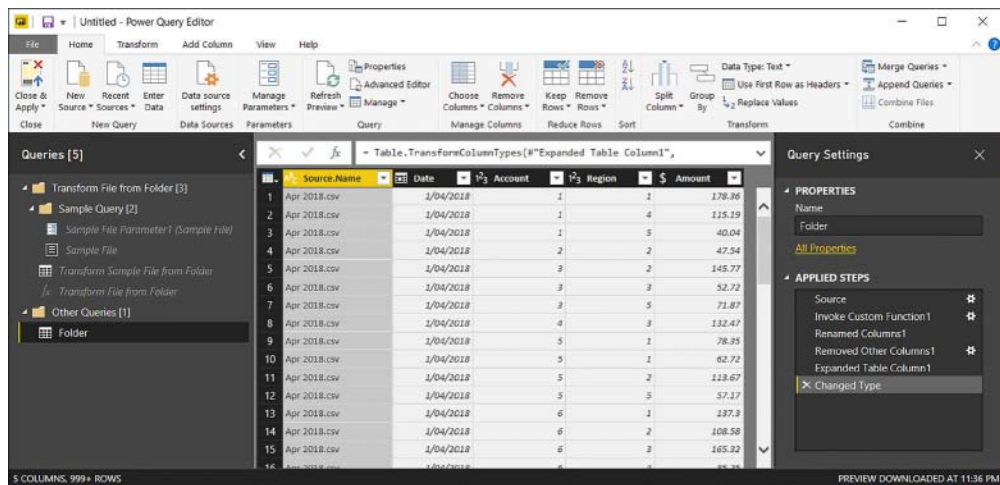 Untitled - Power Query Editor
File Home Transform Add Column View Help
Close & Apply
New Source
Recent Sources
Enter Data
Data source settings
Manage Parameters
Refresh Preview
Properties
Advanced Editor
Manage
Choose Columns
Remove Columns
Keep Rows
Remove Rows
Split Column
Group By
Data Type: Text
Use First Row as Headers
Replace Values
Merge Queries
Append Queries
Combine Files
Close New Query Data Sources Parameters Query Manage Columns Reduce Rows Sort Transform Combine
Queries [5]
Transform File from Folder [3]
Sample Query [2]
Sample File Parameter1 (Sample File)
Sample File
Transform Sample File from Folder
fx Transform File from Folder
Other Queries [1]
Folder
fx = Table.TransformColumnTypes(#"Expanded Table Column1",
Source.Name Date 123 Account 123 Region $ Amount
1 Apr 2018.csv 1/04/2018 1 1 178.36
2 Apr 2018.csv 1/04/2018 1 4 115.19
3 Apr 2018.csv 1/04/2018 1 5 40.04
4 Apr 2018.csv 1/04/2018 2 2 47.54
5 Apr 2018.csv 1/04/2018 3 2 145.77
6 Apr 2018.csv 1/04/2018 3 3 52.72
7 Apr 2018.csv 1/04/2018 3 5 71.87
8 Apr 2018.csv 1/04/2018 4 3 132.47
9 Apr 2018.csv 1/04/2018 5 1 78.35
10 Apr 2018.csv 1/04/2018 5 1 62.72
11 Apr 2018.csv 1/04/2018 5 2 113.67
12 Apr 2018.csv 1/04/2018 5 5 57.17
13 Apr 2018.csv 1/04/2018 6 1 137.3
14 Apr 2018.csv 1/04/2018 6 2 108.58
15 Apr 2018.csv 1/04/2018 6 3 165.32
16
Query Settings
PROPERTIES
Name
Folder
All Properties
APPLIED STEPS
Source
Invoke Custom Function1
Renamed Columns1
Removed Other Columns1
Expanded Table Column1
Changed Type
5 COLUMNS, 999+ ROWS
PREVIEW DOWNLOADED AT 11:36 PM